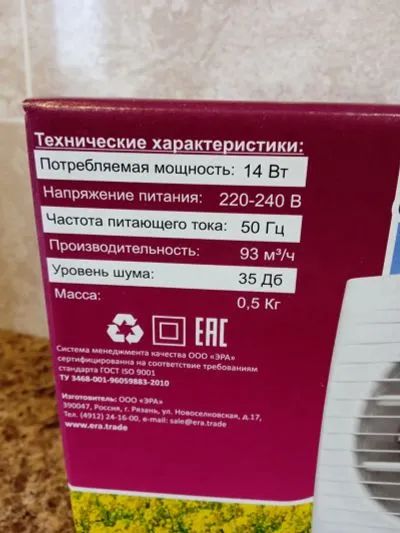 Технические характеристики:
Потребляемая мощность: 14 Вт
Напряжение питания: 220-240 В
Частота питающего тока: 50 Гц
Производительность: 93 м³/ч
Уровень шума: 35 Дб
Масса: 0,5 Кг
EAC
Система менеджмента качества ООО «ЭРА»
сертифицированна на соответствие требованиям
стандарта ГОСТ ISO 9001
ТУ 3468-001-96059883-2010
Изготовитель: ООО «ЭРА»
390047, Россия, г. Рязань, ул. Новоселковская, д.17,
Тел. (4912) 24-16-00, e-mail: sale@era.trade
www.era.trade